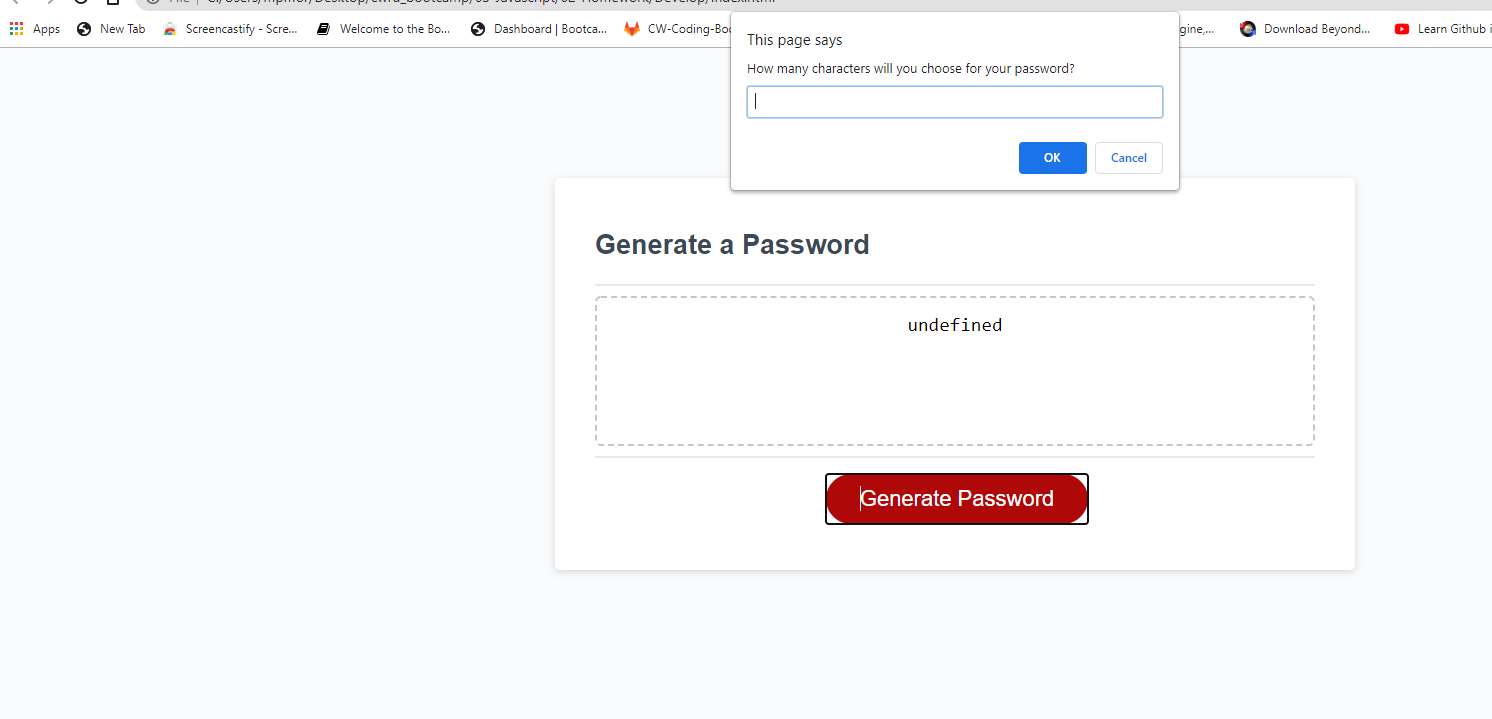 File | C:/Users/mpmor/Desktop/cwru_bootcamp/03-Javascript/02-Homework/Develop/index.html
Apps New Tab Screencastify - Scre... Welcome to the Bo... Dashboard | Bootca... CW-Coding-Boo gine,... Download Beyond... Learn Github i
This page says
How many characters will you choose for your password?
OK Cancel
Generate a Password
undefined
Generate Password